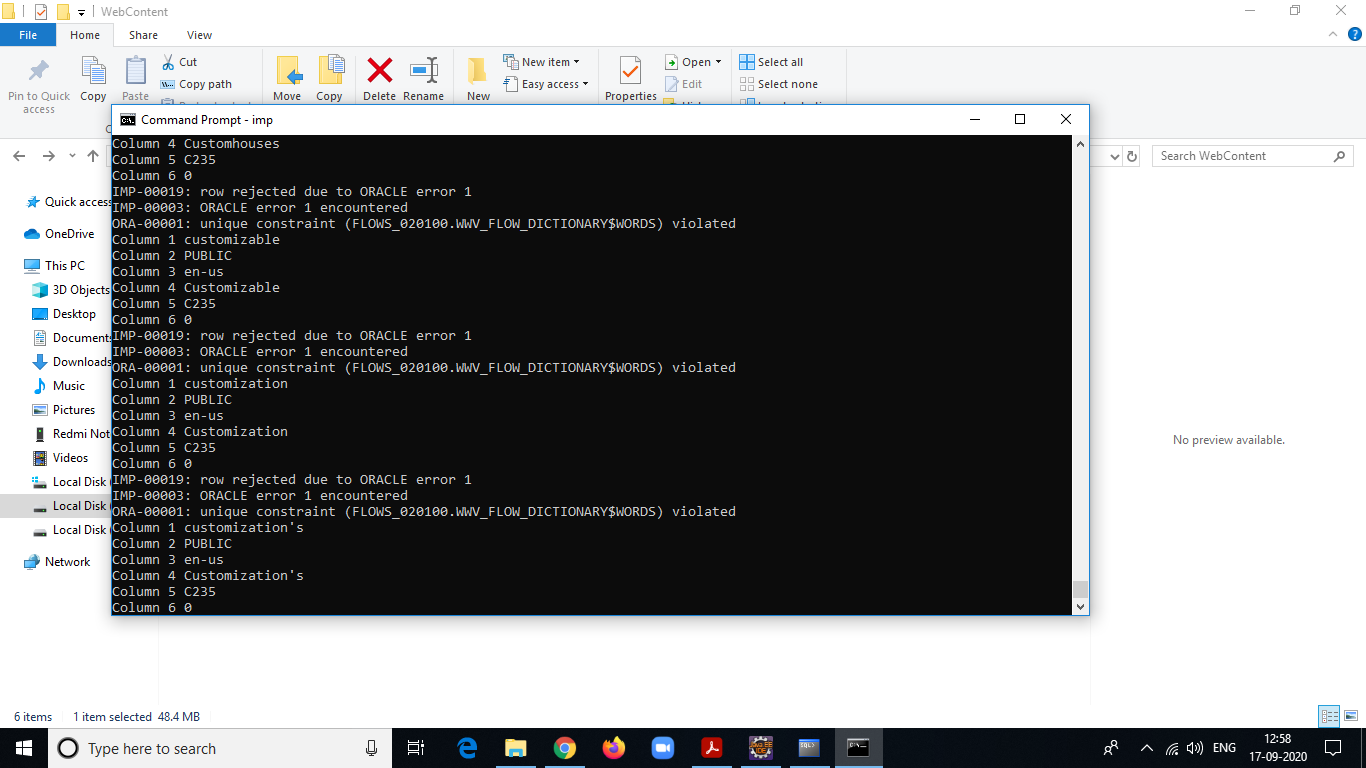 WebContent
File Home Share View
Pin to Quick access
Copy
Paste
Cut
Copy path
Move
Copy
Delete
Rename
New
New item
Easy access
Properties
Open
Edit
Select all
Select none
Command Prompt - imp
Search WebContent
Column 4 Customhouses
Column 5 C235
Column 6 0
IMP-00019: row rejected due to ORACLE error 1
IMP-00003: ORACLE error 1 encountered
ORA-00001: unique constraint (FLOWS_020100.WWV_FLOW_DICTIONARY$WORDS) violated
Column 1 customizable
Column 2 PUBLIC
Column 3 en-us
Column 4 Customizable
Column 5 C235
Column 6 0
IMP-00019: row rejected due to ORACLE error 1
IMP-00003: ORACLE error 1 encountered
ORA-00001: unique constraint (FLOWS_020100.WWV_FLOW_DICTIONARY$WORDS) violated
Column 1 customization
Column 2 PUBLIC
Column 3 en-us
Column 4 Customization
Column 5 C235
Column 6 0
IMP-00019: row rejected due to ORACLE error 1
IMP-00003: ORACLE error 1 encountered
ORA-00001: unique constraint (FLOWS_020100.WWV_FLOW_DICTIONARY$WORDS) violated
Column 1 customization's
Column 2 PUBLIC
Column 3 en-us
Column 4 Customization's
Column 5 C235
Column 6 0
Quick access
OneDrive
This PC
3D Objects
Desktop
Documents
Downloads
Music
Pictures
Redmi Not
Videos
Local Disk
Local Disk
Local Disk
Network
No preview available.
6 items 1 item selected 48.4 MB
Type here to search
ENG
12:58
17-09-2020